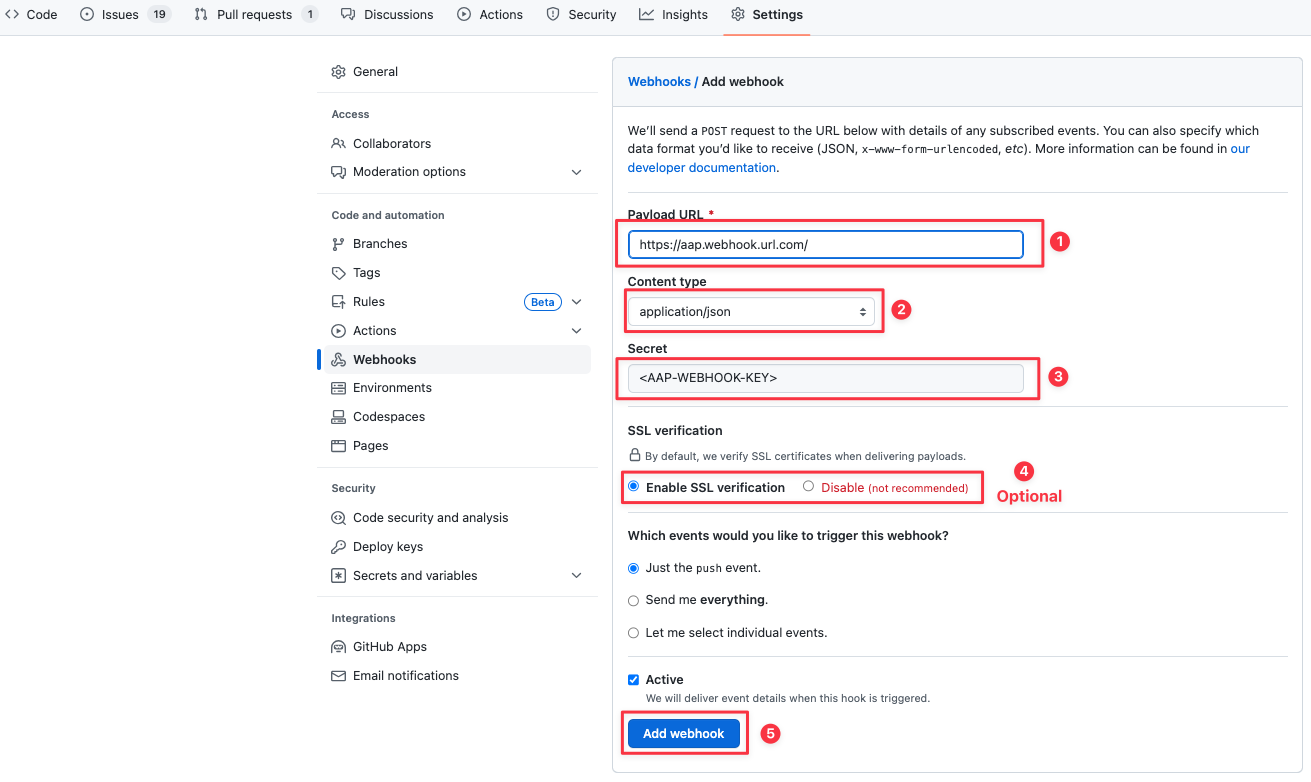 Code Issues 19 Pull requests 1 Discussions Actions Security Insights Settings
General
Access
Collaborators
Moderation options
Code and automation
Branches
Tags
Rules Beta
Actions
Webhooks
Environments
Codespaces
Pages
Security
Code security and analysis
Deploy keys
Secrets and variables
Integrations
GitHub Apps
Email notifications
Webhooks / Add webhook
We'll send a POST request to the URL below with details of any subscribed events. You can also specify which
data format you'd like to receive (JSON, x-www-form-urlencoded, etc). More information can be found in our
developer documentation.
Payload URL *
https://aap.webhook.url.com/ 1
Content type
application/json 2
Secret
<AAP-WEBHOOK-KEY> 3
SSL verification
By default, we verify SSL certificates when delivering payloads.
Enable SSL verification Disable (not recommended) 4
Optional
Which events would you like to trigger this webhook?
Just the push event.
Send me everything.
Let me select individual events.
Active
We will deliver event details when this hook is triggered.
Add webhook 5